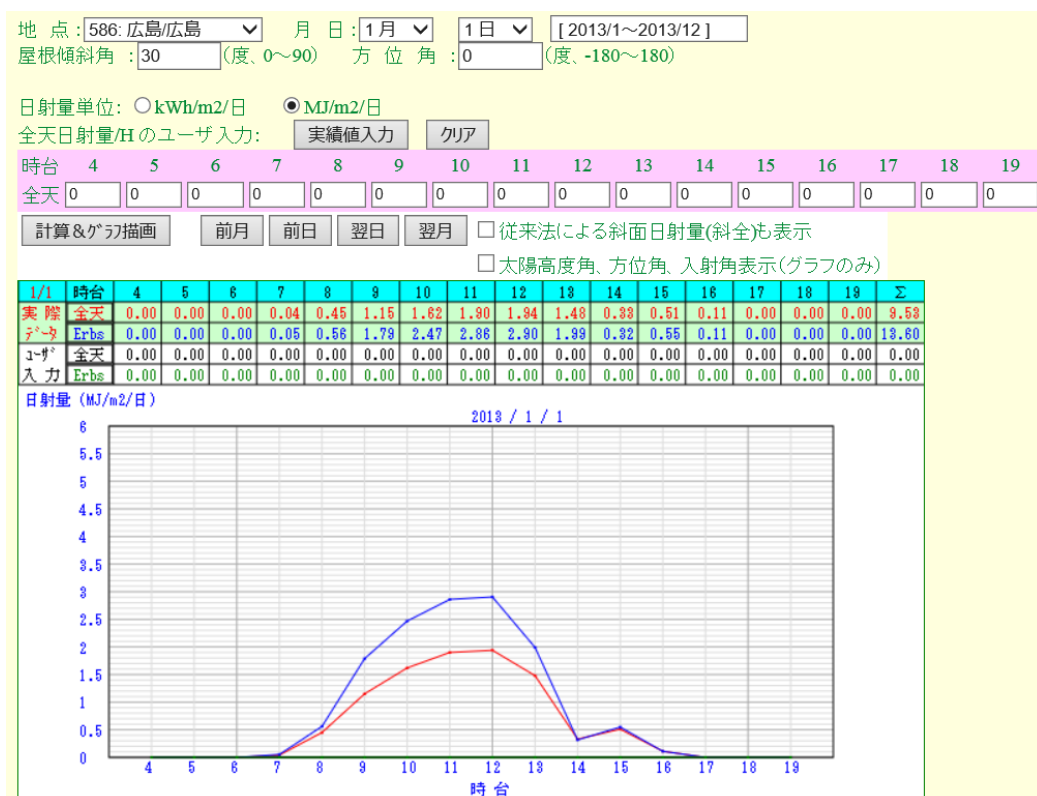 地 点 : 586: 広島/広島 月 日 : 1月 1日 [ 2013/1～2013/12 ]
屋根傾斜角 : 30 (度、0～90) 方 位 角 : 0 (度、-180～180)
日射量単位: kWh/m2/日 MJ/m2/日
全天日射量/H のユーザ入力: 実績値入力 クリア
時台 4 5 6 7 8 9 10 11 12 13 14 15 16 17 18 19
全天 0 0 0 0 0 0 0 0 0 0 0 0 0 0 0 0
計算＆ｸﾞﾗﾌ描画 前月 前日 翌日 翌月 従来法による斜面日射量(斜全)も表示
太陽高度角、方位角、入射角表示(グラフのみ)
1/1 時台 4 5 6 7 8 9 10 11 12 13 14 15 16 17 18 19 Σ
実 際 全天 0.00 0.00 0.00 0.04 0.45 1.15 1.62 1.90 1.94 1.48 0.33 0.51 0.11 0.00 0.00 0.00 9.53
ﾃﾞｰﾀ Erbs 0.00 0.00 0.00 0.05 0.56 1.79 2.47 2.86 2.90 1.99 0.32 0.55 0.11 0.00 0.00 0.00 13.60
ﾕｰｻﾞ 全天 0.00 0.00 0.00 0.00 0.00 0.00 0.00 0.00 0.00 0.00 0.00 0.00 0.00 0.00 0.00 0.00 0.00
入 力 Erbs 0.00 0.00 0.00 0.00 0.00 0.00 0.00 0.00 0.00 0.00 0.00 0.00 0.00 0.00 0.00 0.00 0.00
日射量 (MJ/m2/日)
2013 / 1 / 1
6
5.5
5
4.5
4
3.5
3
2.5
2
1.5
1
0.5
0
4 5 6 7 8 9 10 11 12 13 14 15 16 17 18 19
時 台